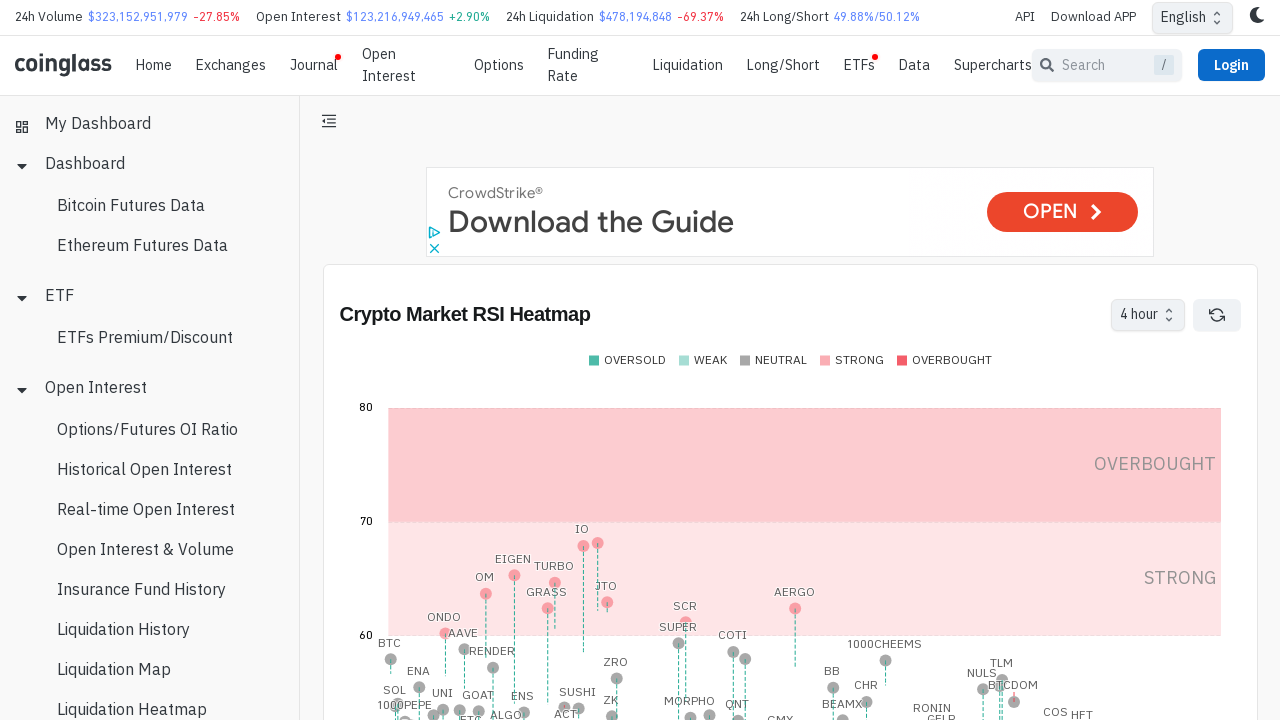 24h Volume $323,152,951,979 -27.85% Open Interest $123,216,949,465 +2.90% 24h Liquidation $478,194,848 -69.37% 24h Long/Short 49.88%/50.12% API Download APP English
coinglass Home Exchanges Journal Open Interest Options Funding Rate Liquidation Long/Short ETFs Data Supercharts Search / Login
My Dashboard
Dashboard
Bitcoin Futures Data
Ethereum Futures Data
ETF
ETFs Premium/Discount
Open Interest
Options/Futures OI Ratio
Historical Open Interest
Real-time Open Interest
Open Interest & Volume
Insurance Fund History
Liquidation History
Liquidation Map
Liquidation Heatmap
CrowdStrike®
Download the Guide
OPEN
Crypto Market RSI Heatmap
4 hour
OVERSOLD WEAK NEUTRAL STRONG OVERBOUGHT
80
OVERBOUGHT
70
IO
EIGEN
TURBO
OM
STRONG
JTO
GRASS
AERGO
SCR
ONDO
SUPER
AAVE
COTI
60
BTC
1000CHEEMS
RENDER
ZRO
TLM
ENA
BB
NULS
CHR
BTCDOM
SOL
UNI
GOAT
ENS
SUSHI
ZK
MORPHO
QNT
1000PEPE
BEAMX
RONIN
COS
HFT
ETC
ALGO
ACT
GMX
GELR